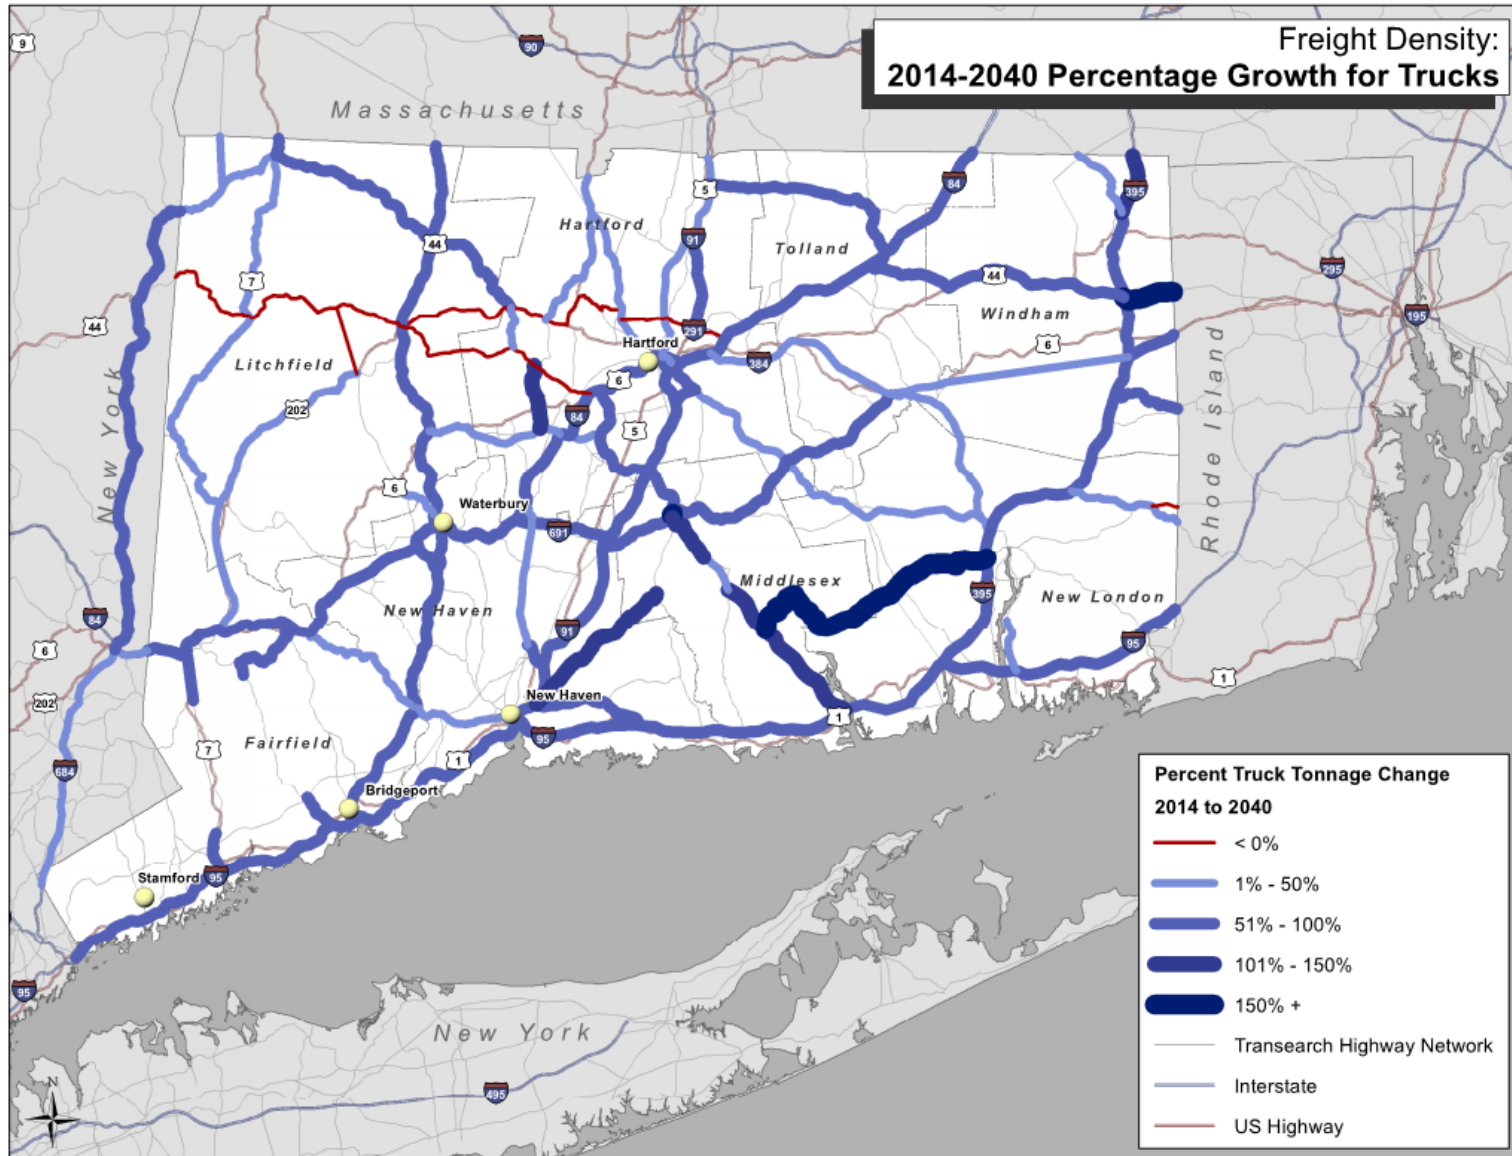 Freight Density:
2014-2040 Percentage Growth for Trucks
9
90
Massachusetts
5
84
395
Hartford
91
Tolland
44
295
7
44
44
Windham
195
291
Hartford
6
Litchfield
384
6
202
84
5
New York
Rhode Island
6
Waterbury
691
Middlesex
395
New London
New Haven
84
91
95
6
1
202
New Haven
1
95
Fairfield
7
1
684
Bridgeport
Stamford
95
95
New York
495
N
Percent Truck Tonnage Change
2014 to 2040
< 0%
1% - 50%
51% - 100%
101% - 150%
150% +
Transearch Highway Network
Interstate
US Highway